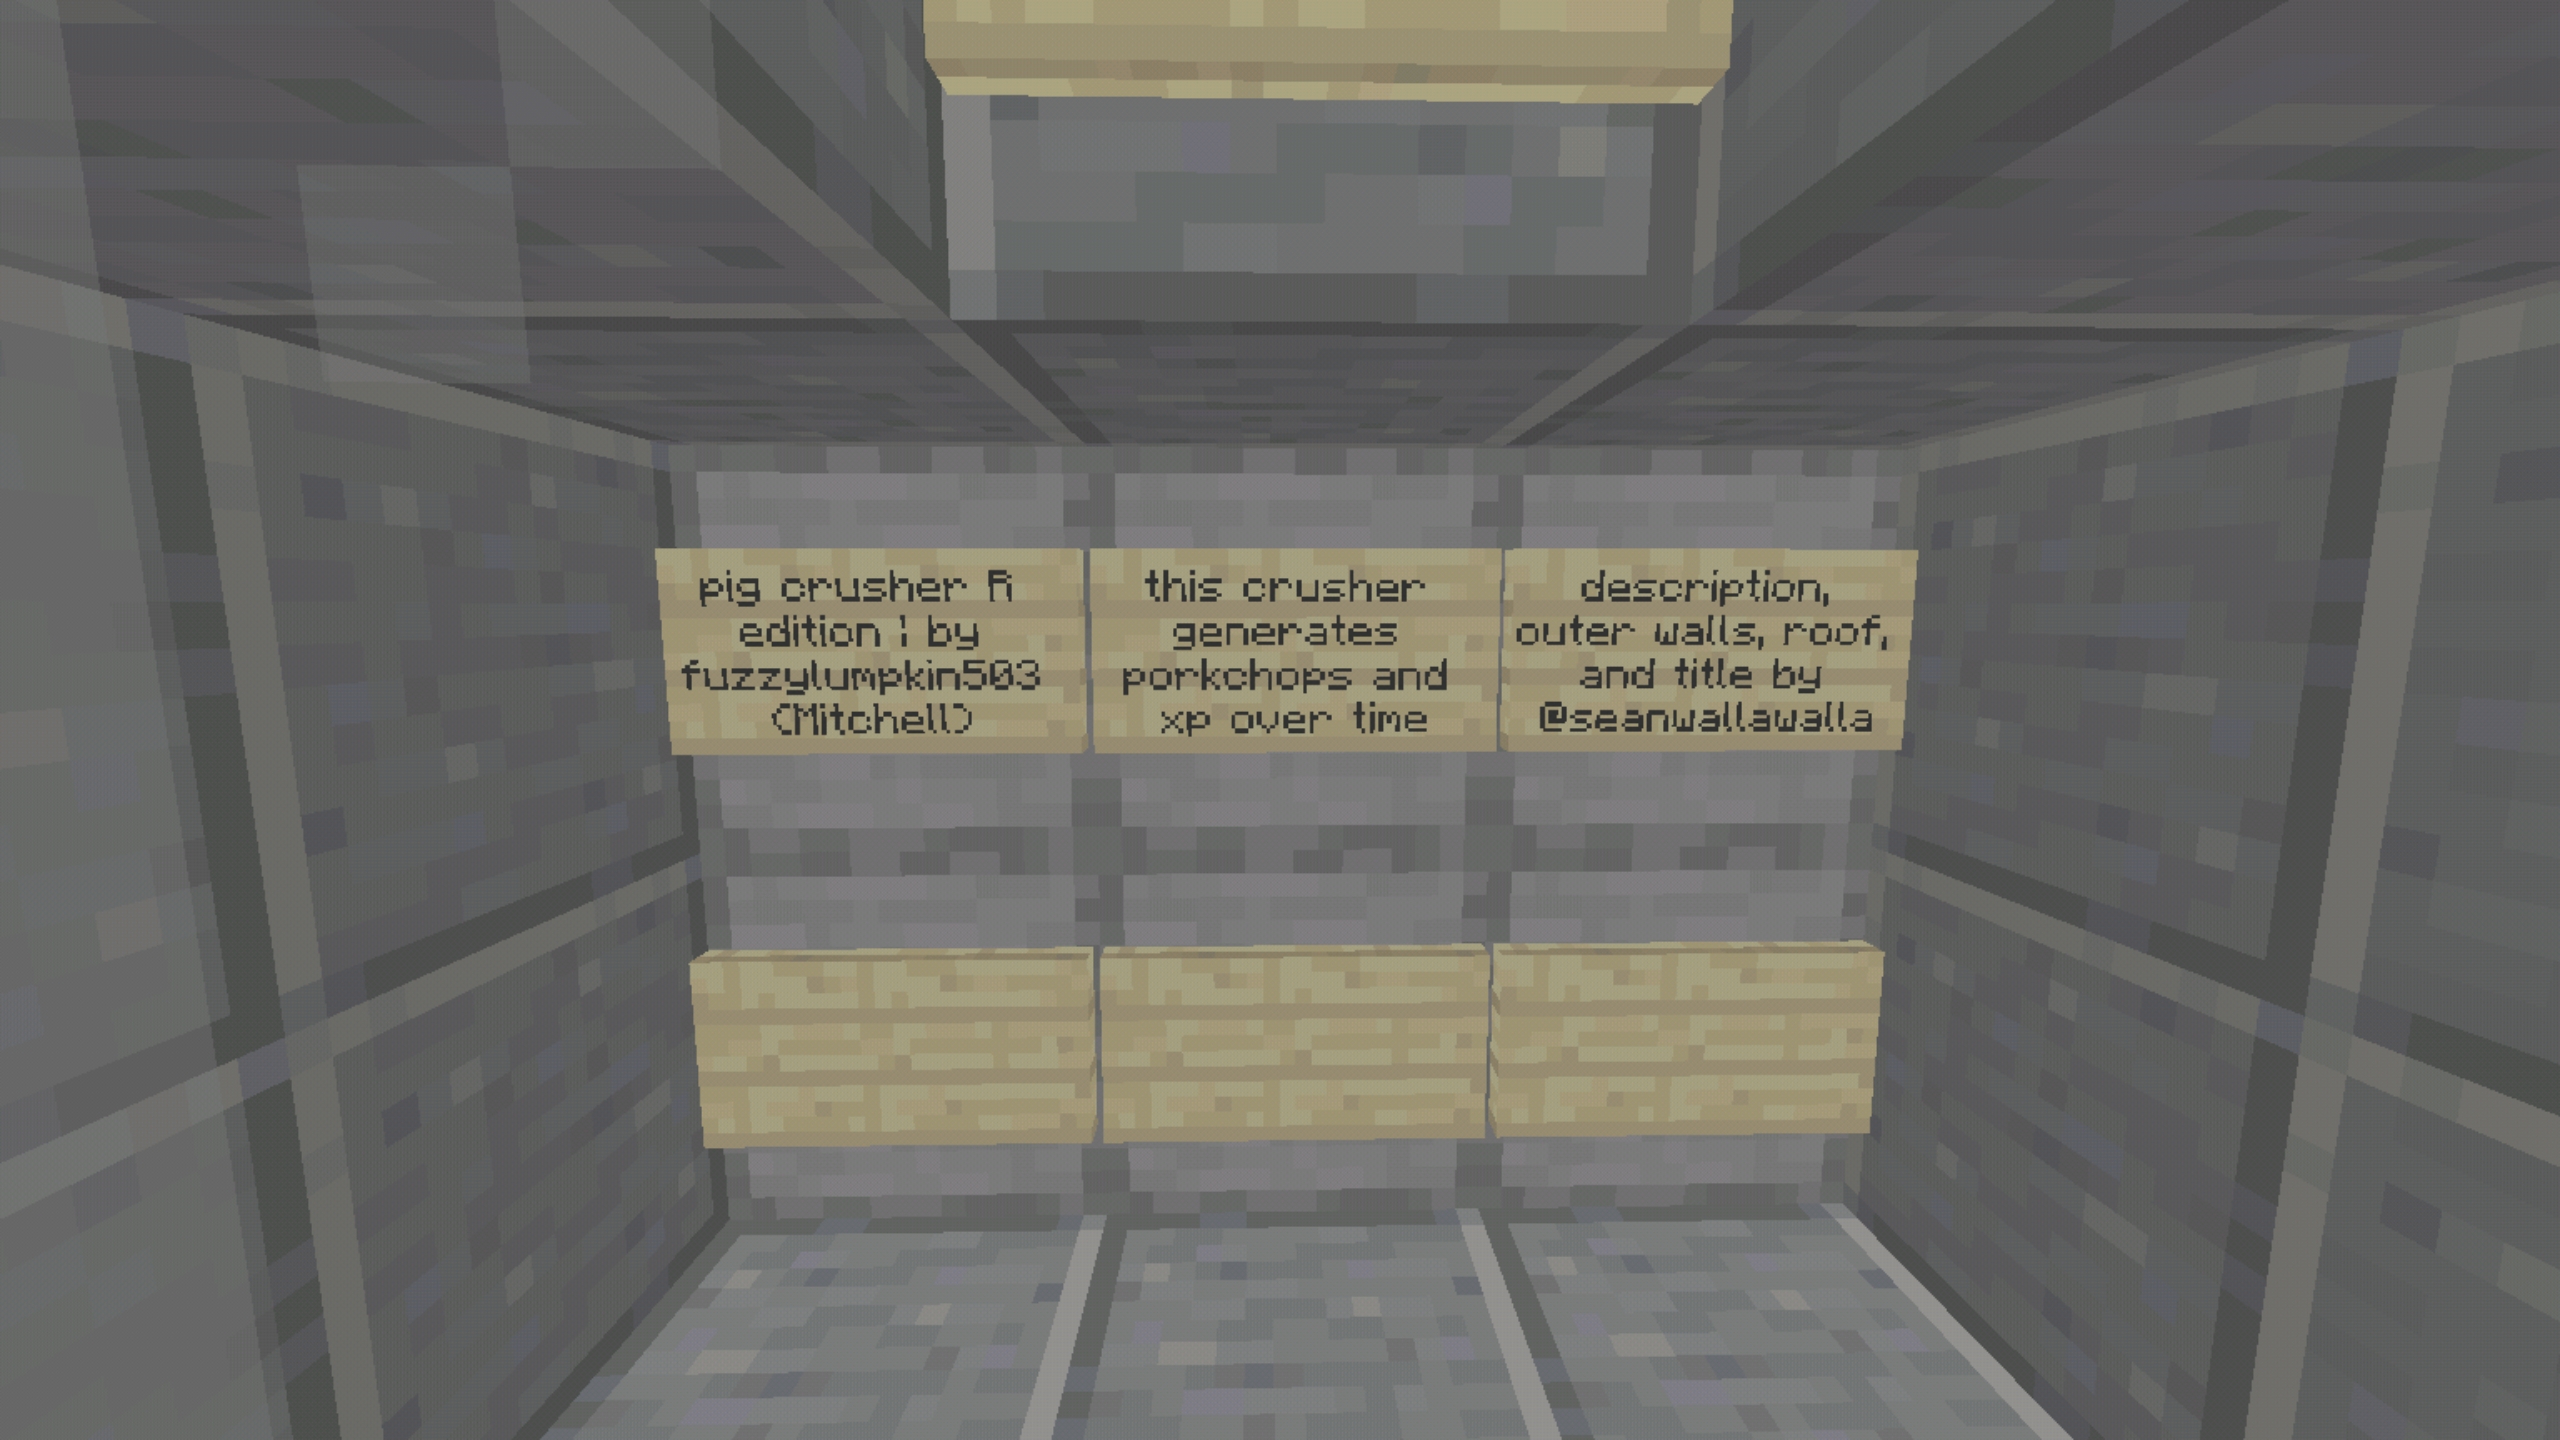 pig crusher R
edition | by
fuzzylumpkin503
(Mitchell)
this crusher
generates
porkchops and
xp over time
description,
outer walls, roof,
and title by
@seanwallawalla